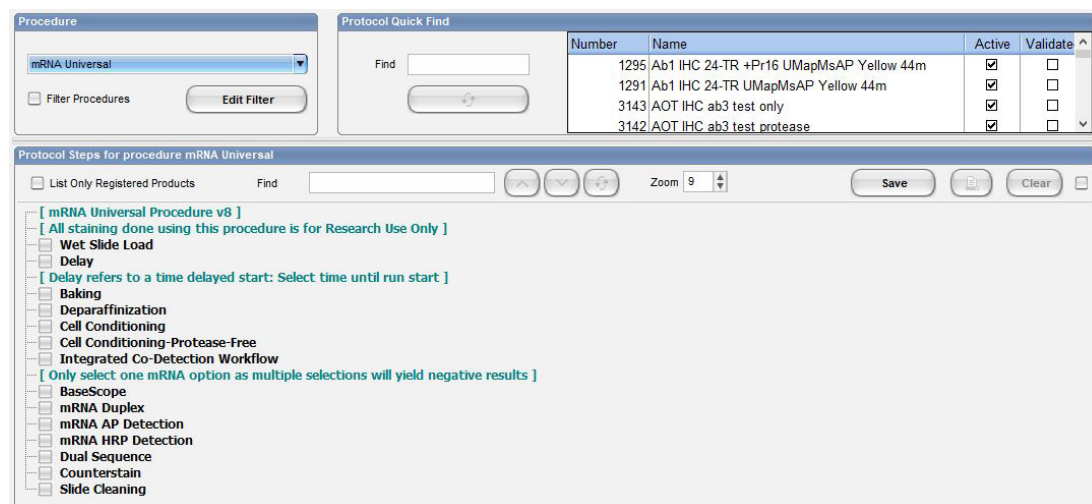 Procedure
mRNA Universal
Filter Procedures
Edit Filter
Protocol Quick Find
Find
Number Name Active Validate
1295 Ab1 IHC 24-TR +Pr16 UMapMsAP Yellow 44m
1291 Ab1 IHC 24-TR UMapMsAP Yellow 44m
3143 AOT IHC ab3 test only
3142 AOT IHC ab3 test protease
Protocol Steps for procedure mRNA Universal
List Only Registered Products Find Zoom 9 Save Clear
[ mRNA Universal Procedure v8 ]
[ All staining done using this procedure is for Research Use Only ]
Wet Slide Load
Delay
[ Delay refers to a time delayed start: Select time until run start ]
Baking
Deparaffinization
Cell Conditioning
Cell Conditioning-Protease-Free
Integrated Co-Detection Workflow
[ Only select one mRNA option as multiple selections will yield negative results ]
BaseScope
mRNA Duplex
mRNA AP Detection
mRNA HRP Detection
Dual Sequence
Counterstain
Slide Cleaning